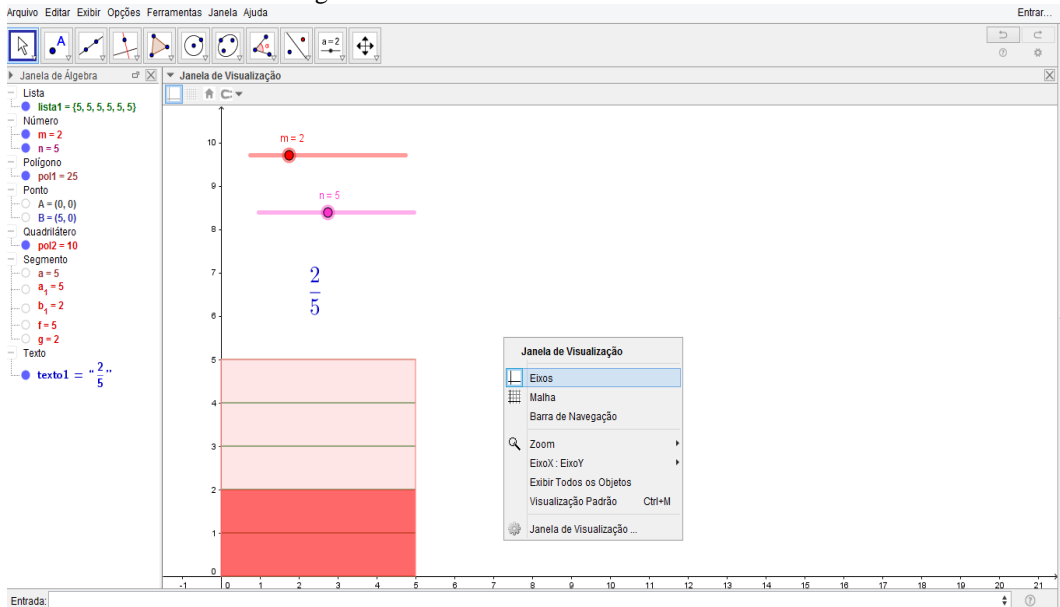 Arquivo Editar Exibir Opções Ferramentas Janela Ajuda
Entrar...
A
a=2
Janela de Álgebra
Janela de Visualização
Lista
lista1 = {5, 5, 5, 5, 5, 5}
Número
m = 2
n = 5
Polígono
pol1 = 25
Ponto
A = (0, 0)
B = (5, 0)
Quadrilátero
pol2 = 10
Segmento
a = 5
a₁ = 5
b₁ = 2
f = 5
g = 2
Texto
texto1 = “2/5”
m = 2
n = 5
2
5
10
9
8
7
6
5
4
3
2
1
0
-1 0 1 2 3 4 5 6 7 8 9 10 11 12 13 14 15 16 17 18 19 20 21
Janela de Visualização
Eixos
Malha
Barra de Navegação
Zoom
EixoX : EixoY
Exibir Todos os Objetos
Visualização Padrão Ctrl+M
Janela de Visualização ...
Entrada: